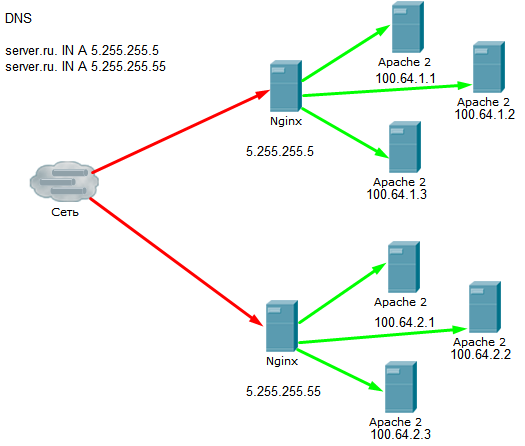 DNS
server.ru. IN A 5.255.255.5
server.ru. IN A 5.255.255.55
Apache 2
100.64.1.1
Apache 2
100.64.1.2
Nginx
5.255.255.5
Apache 2
100.64.1.3
Сеть
Apache 2
100.64.2.1
Apache 2
100.64.2.2
Nginx
5.255.255.55
Apache 2
100.64.2.3